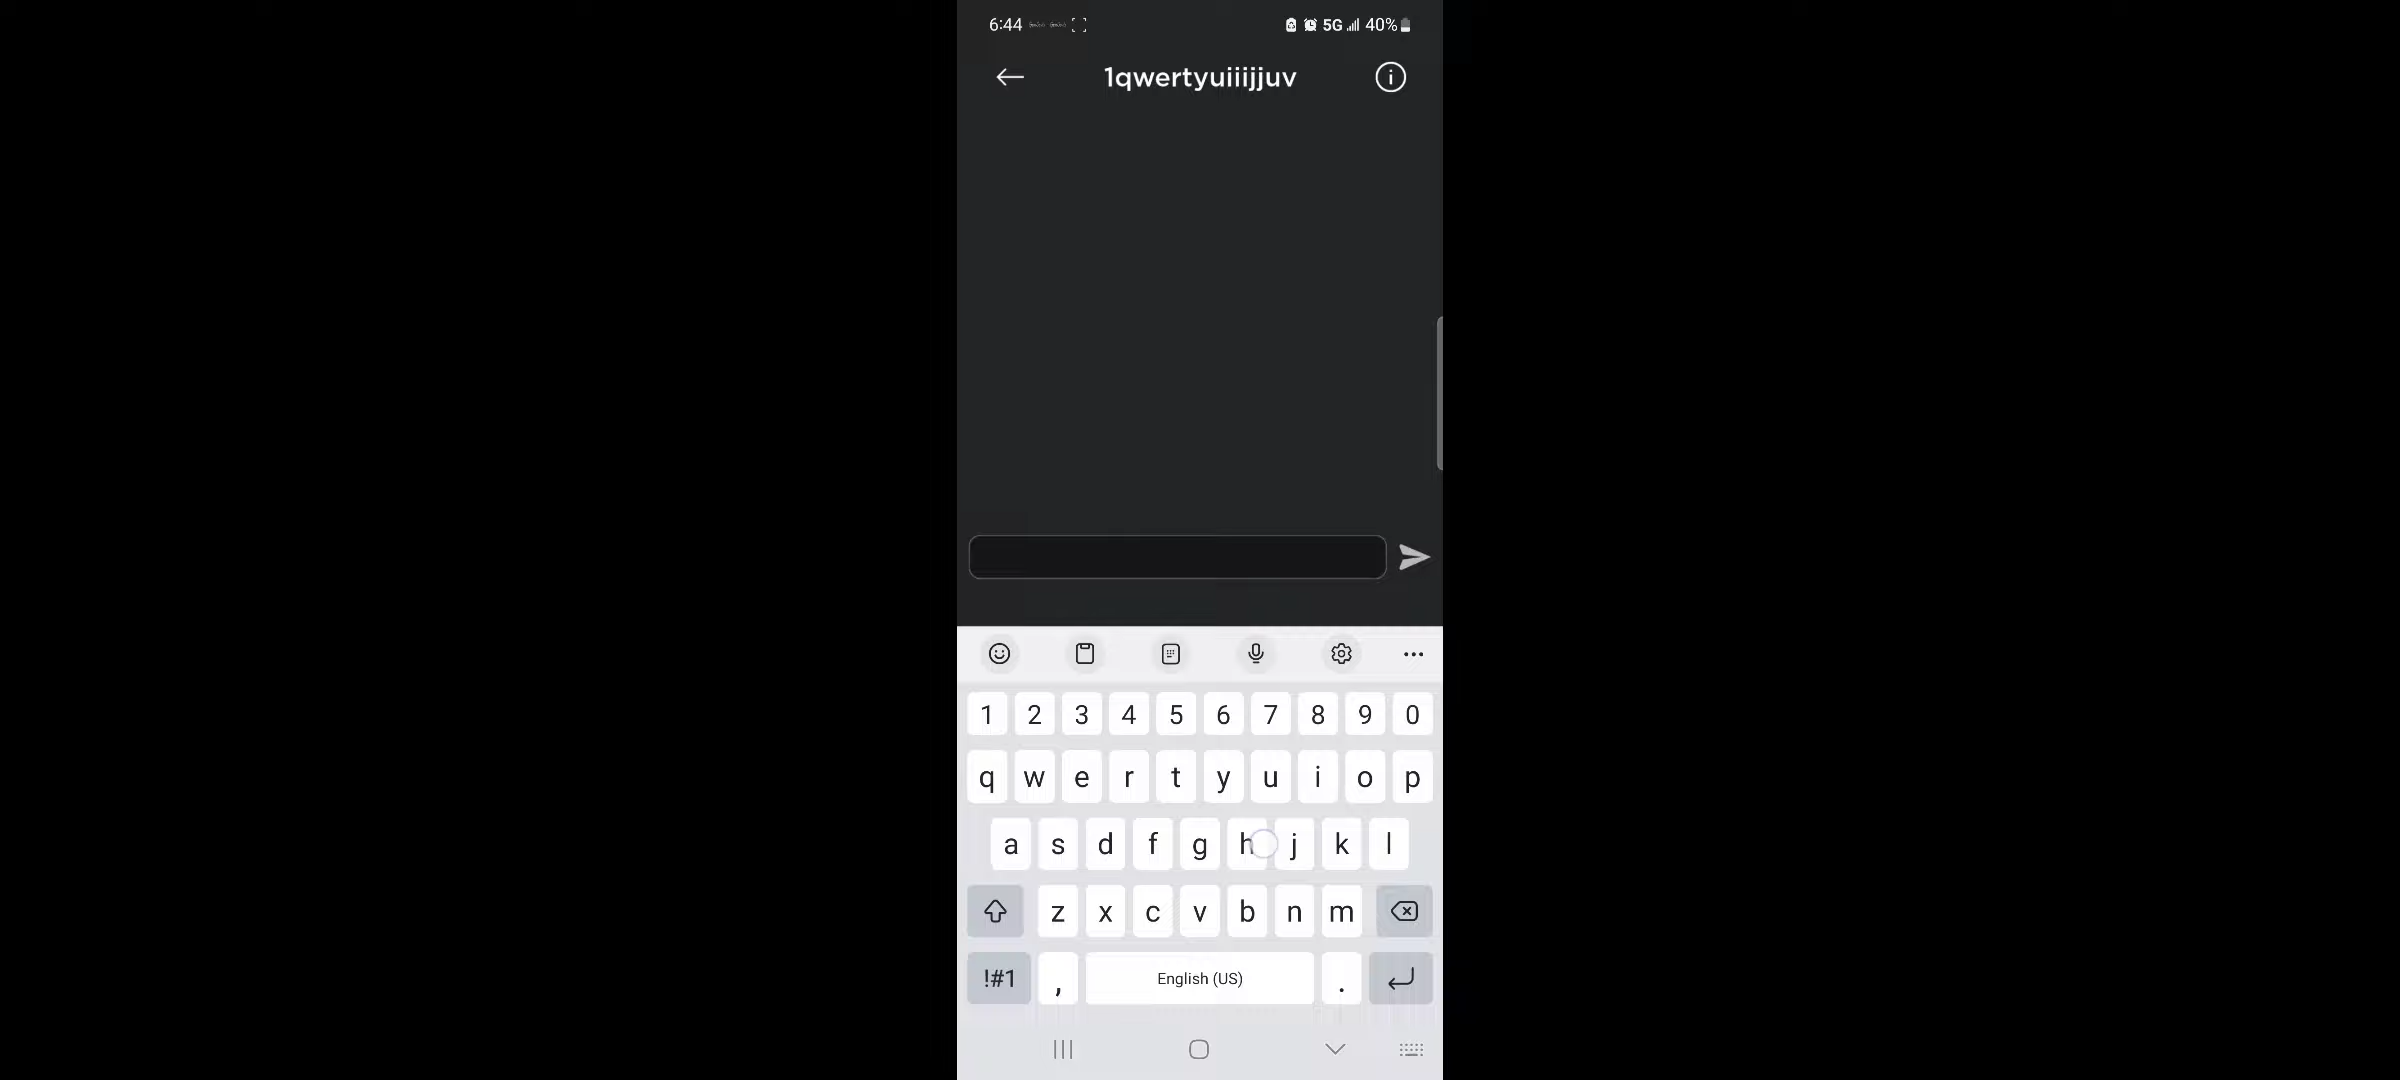 6:44 5G 40%
1qwertyuiiijjuv
1 2 3 4 5 6 7 8 9 0
q w e r t y u i o p
a s d f g h j k l
z x c v b n m
!#1 , English (US) .